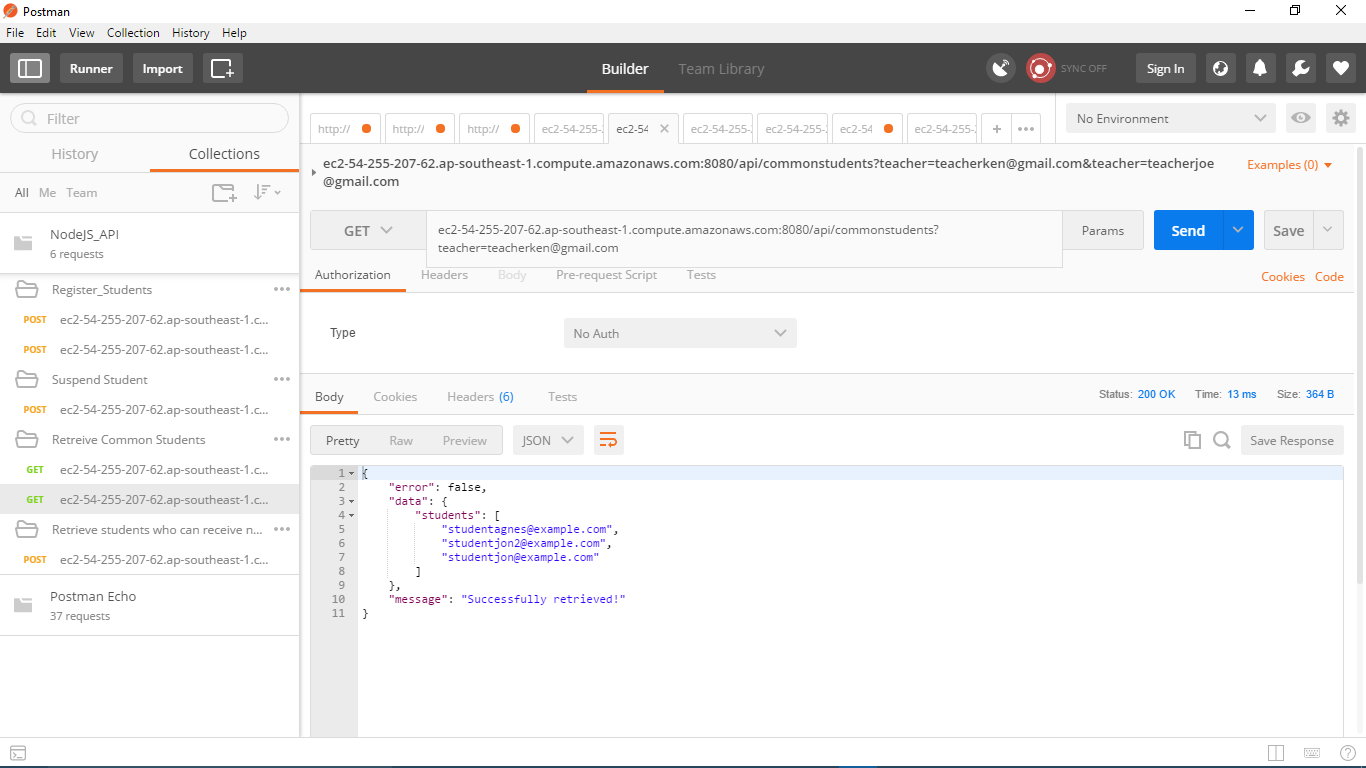 Postman
File Edit View Collection History Help
Runner Import Builder Team Library SYNC OFF Sign In
Filter
History Collections
All Me Team
NodeJS_API
6 requests
Register_Students
POST ec2-54-255-207-62.ap-southeast-1.c...
POST ec2-54-255-207-62.ap-southeast-1.c...
Suspend Student
POST ec2-54-255-207-62.ap-southeast-1.c...
Retreive Common Students
GET ec2-54-255-207-62.ap-southeast-1.c...
GET ec2-54-255-207-62.ap-southeast-1.c...
Retrieve students who can receive n...
POST ec2-54-255-207-62.ap-southeast-1.c...
Postman Echo
37 requests
http:// http:// http:// ec2-54-255-2 ec2-54 ec2-54-255-2 ec2-54-255-2 ec2-54 ec2-54-255-2 + •••
No Environment
ec2-54-255-207-62.ap-southeast-1.compute.amazonaws.com:8080/api/commonstudents?teacher=teacherken@gmail.com&teacher=teacherjoe
@gmail.com
Examples (0)
GET
ec2-54-255-207-62.ap-southeast-1.compute.amazonaws.com:8080/api/commonstudents?
teacher=teacherken@gmail.com
Params Send Save
Authorization Headers Body Pre-request Script Tests Cookies Code
Type No Auth
Body Cookies Headers (6) Tests Status: 200 OK Time: 13 ms Size: 364 B
Pretty Raw Preview JSON Save Response
1 {
2 "error": false,
3 "data": {
4 "students": [
5 "studentagnes@example.com",
6 "studentjon2@example.com",
7 "studentjon@example.com"
8 ]
9 },
10 "message": "Successfully retrieved!"
11 }